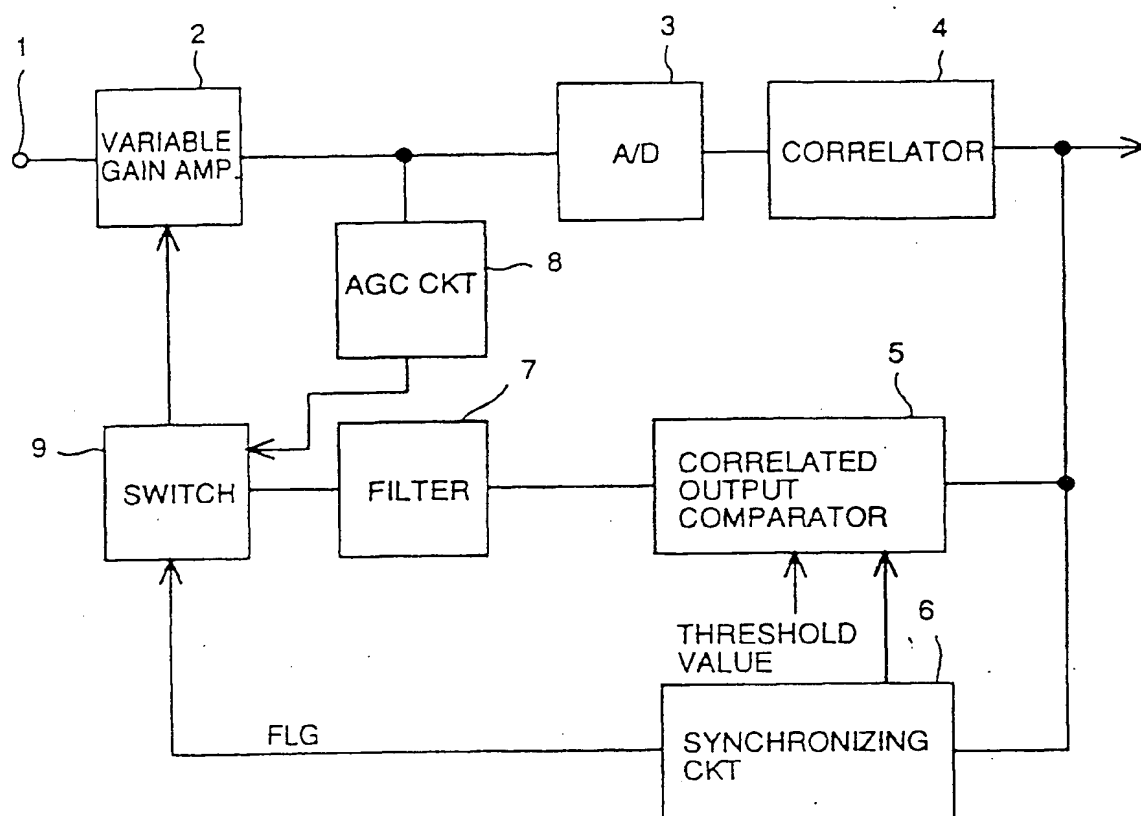 1
2
3
4
VARIABLE
GAIN AMP.
A/D
CORRELATOR
AGC CKT
8
7
5
9
SWITCH
FILTER
CORRELATED
OUTPUT
COMPARATOR
THRESHOLD
VALUE
6
FLG
SYNCHRONIZING
CKT